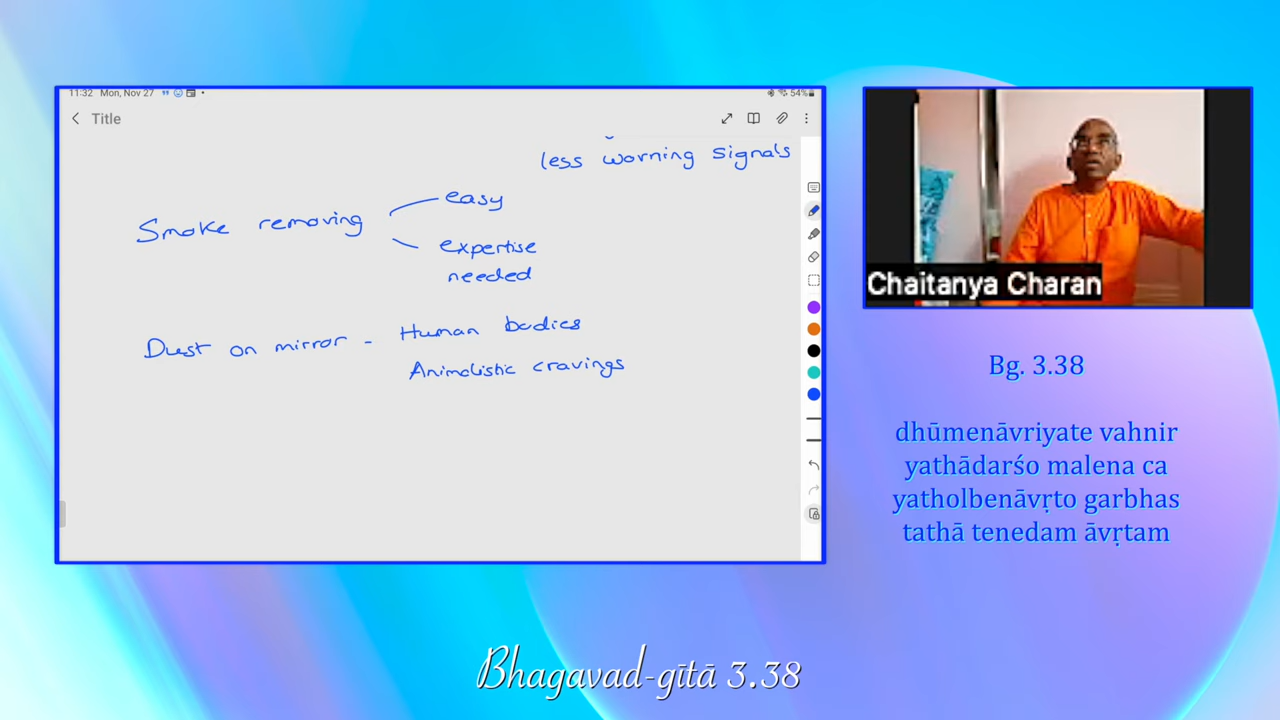 11:32 Mon, Nov 27
54%
Title
less warning signals
Smoke removing
easy
expertise
needed
Dust on mirror - Human bodies
Animalistic cravings
Chaitanya Charan
Bg. 3.38
dhūmenāvriyate vahnir
yathādarśo malena ca
yatholbenāvṛto garbhas
tathā tenedam āvṛtam
Bhagavad-gītā 3.38